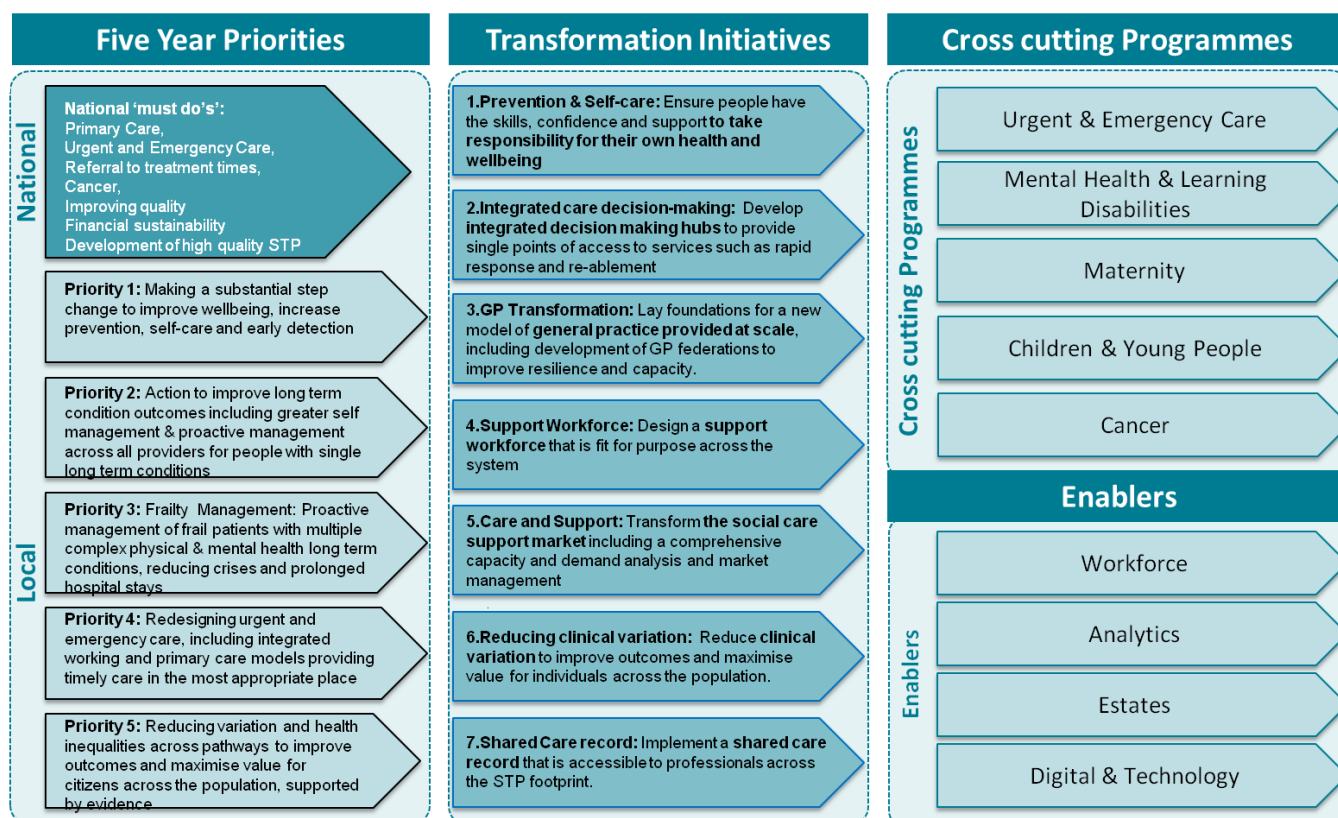 Five Year Priorities
National
National ‘must do’s’:
Primary Care,
Urgent and Emergency Care,
Referral to treatment times,
Cancer,
Improving quality
Financial sustainability
Development of high quality STP
Local
Priority 1: Making a substantial step
change to improve wellbeing, increase
prevention, self-care and early detection
Priority 2: Action to improve long term
condition outcomes including greater self
management & proactive management
across all providers for people with single
long term conditions
Priority 3: Frailty Management: Proactive
management of frail patients with multiple
complex physical & mental health long term
conditions, reducing crises and prolonged
hospital stays
Priority 4: Redesigning urgent and
emergency care, including integrated
working and primary care models providing
timely care in the most appropriate place
Priority 5: Reducing variation and health
inequalities across pathways to improve
outcomes and maximise value for
citizens across the population, supported
by evidence
Transformation Initiatives
1.Prevention & Self-care: Ensure people have
the skills, confidence and support to take
responsibility for their own health and
wellbeing
2.Integrated care decision-making: Develop
integrated decision making hubs to provide
single points of access to services such as rapid
response and re-ablement
3.GP Transformation: Lay foundations for a new
model of general practice provided at scale,
including development of GP federations to
improve resilience and capacity.
4.Support Workforce: Design a support
workforce that is fit for purpose across the
system
5.Care and Support: Transform the social care
support market including a comprehensive
capacity and demand analysis and market
management
6.Reducing clinical variation: Reduce clinical
variation to improve outcomes and maximise
value for individuals across the population.
7.Shared Care record: Implement a shared care
record that is accessible to professionals across
the STP footprint.
Cross cutting Programmes
Cross cutting Programmes
Urgent & Emergency Care
Mental Health & Learning
Disabilities
Maternity
Children & Young People
Cancer
Enablers
Enablers
Workforce
Analytics
Estates
Digital & Technology